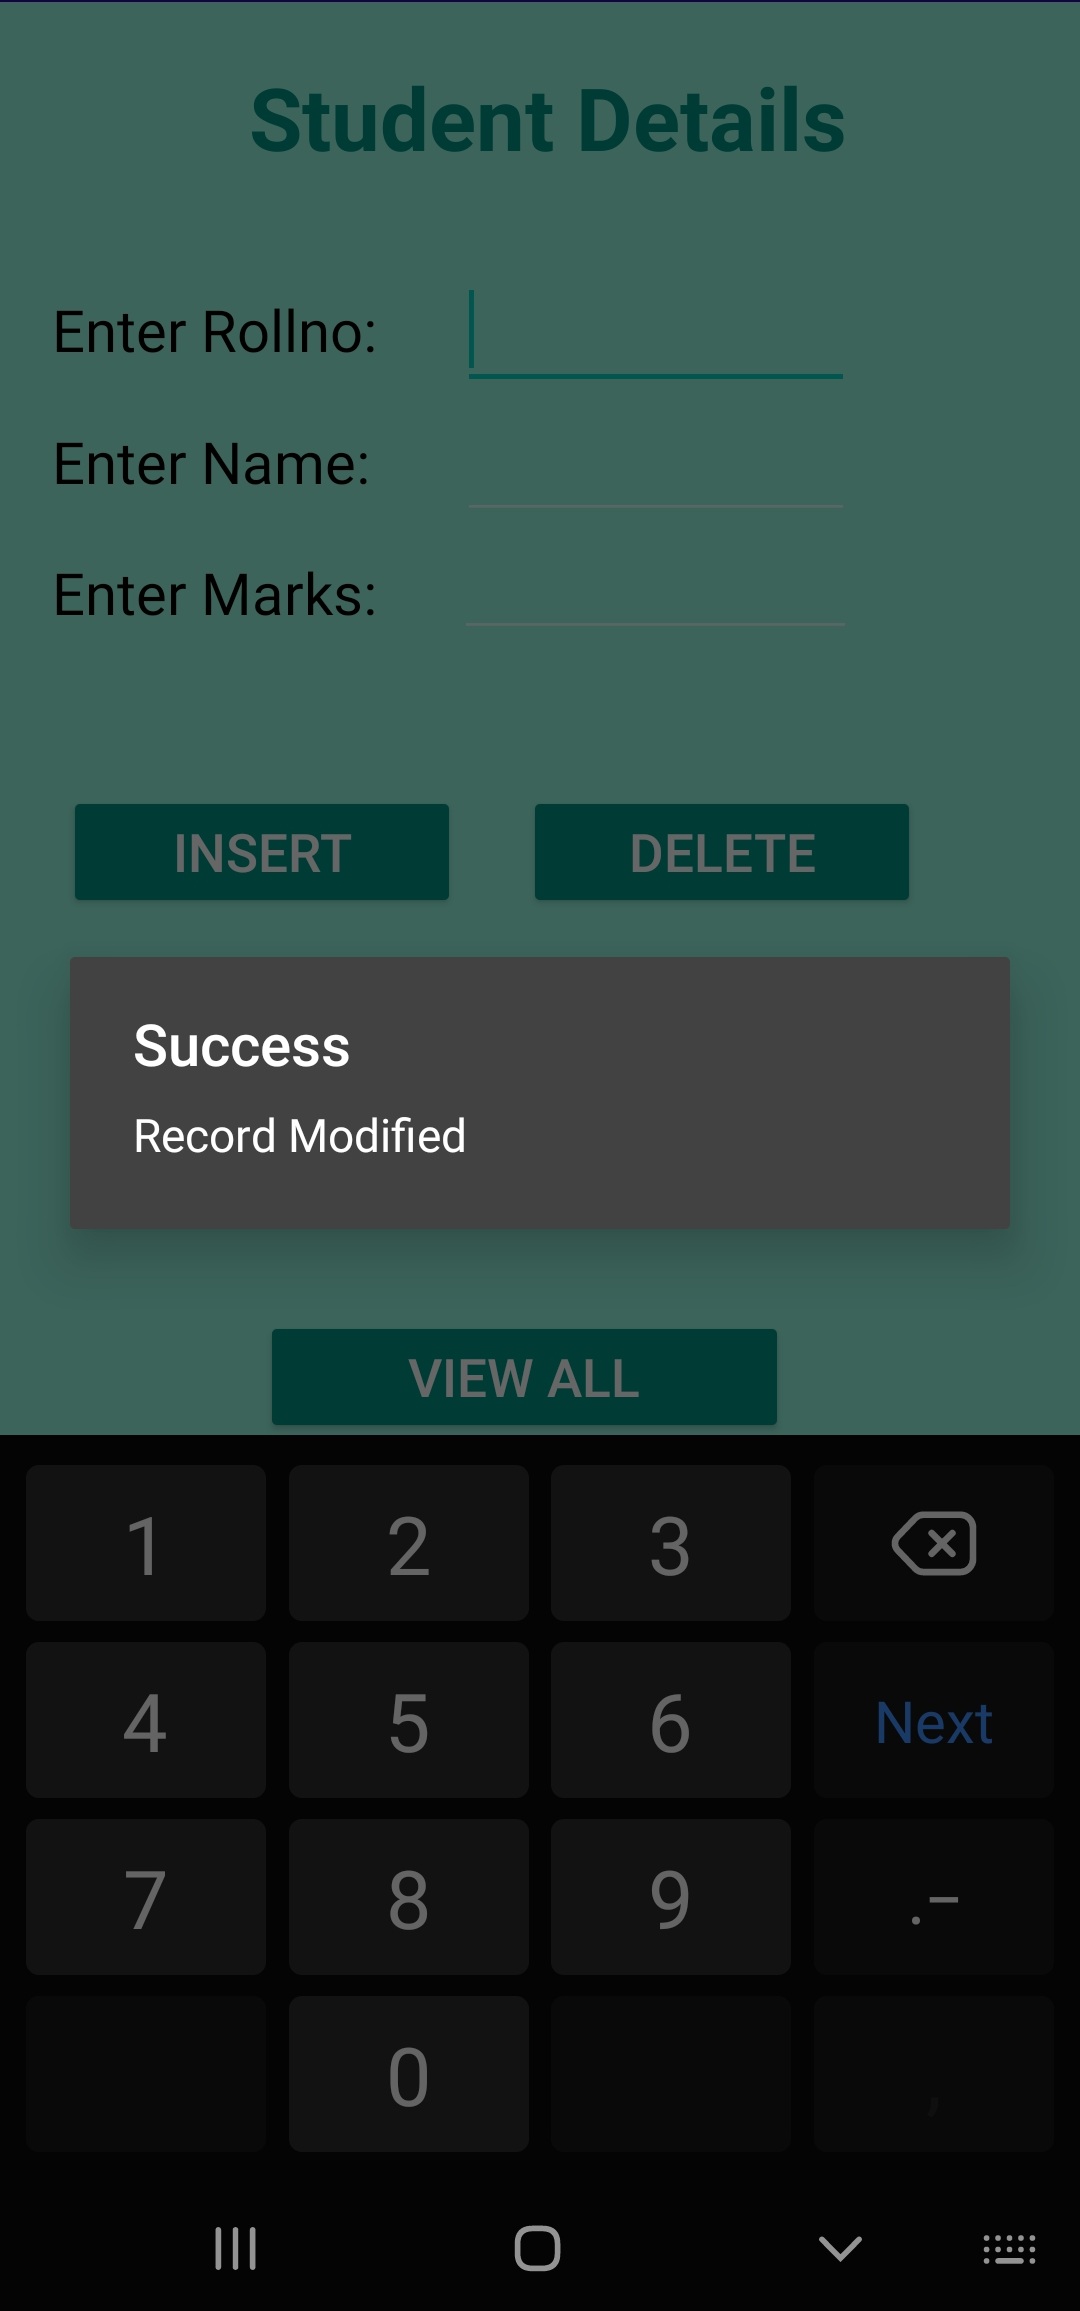 Student Details
Enter Rollno:
Enter Name:
Enter Marks:
INSERT DELETE
Success
Record Modified
VIEW ALL
1 2 3
4 5 6 Next
7 8 9 .-
0 ,